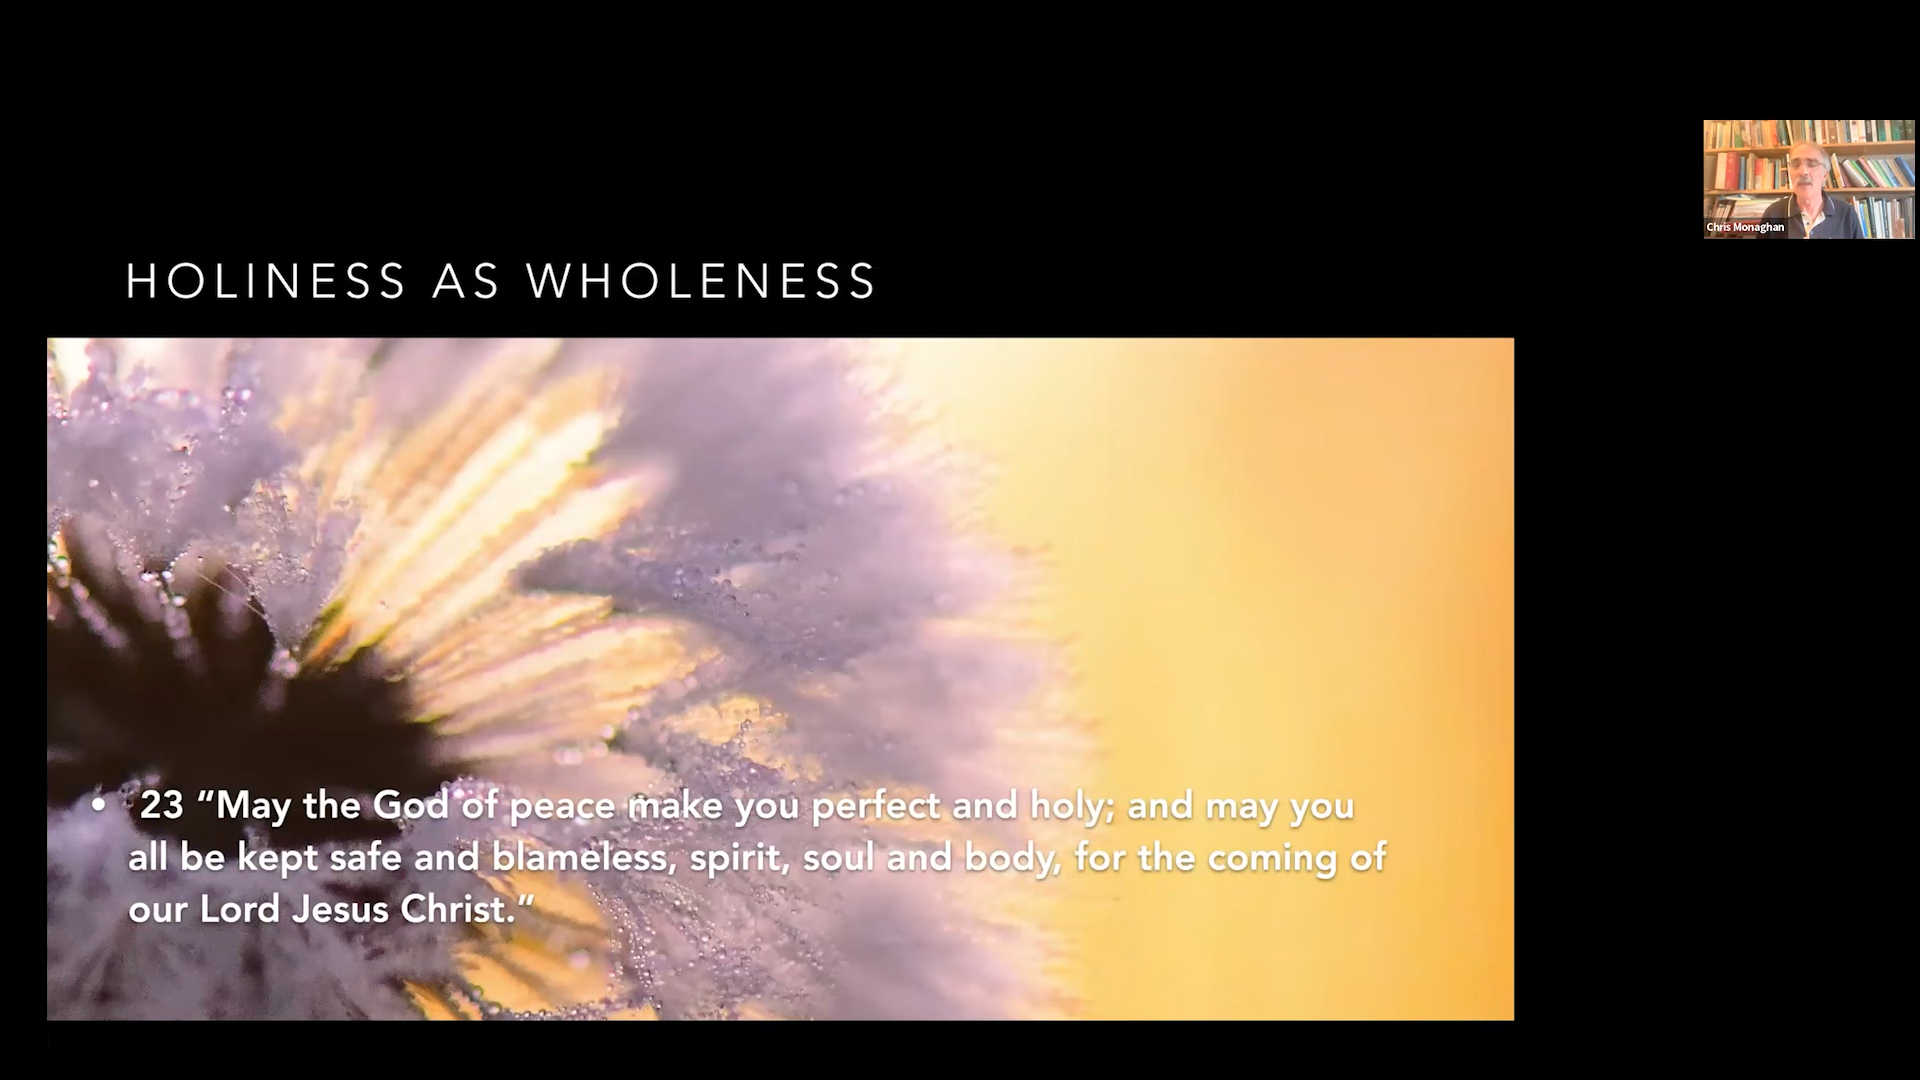 Chris Monaghan
HOLINESS AS WHOLENESS
• 23 “May the God of peace make you perfect and holy; and may you
all be kept safe and blameless, spirit, soul and body, for the coming of
our Lord Jesus Christ.”